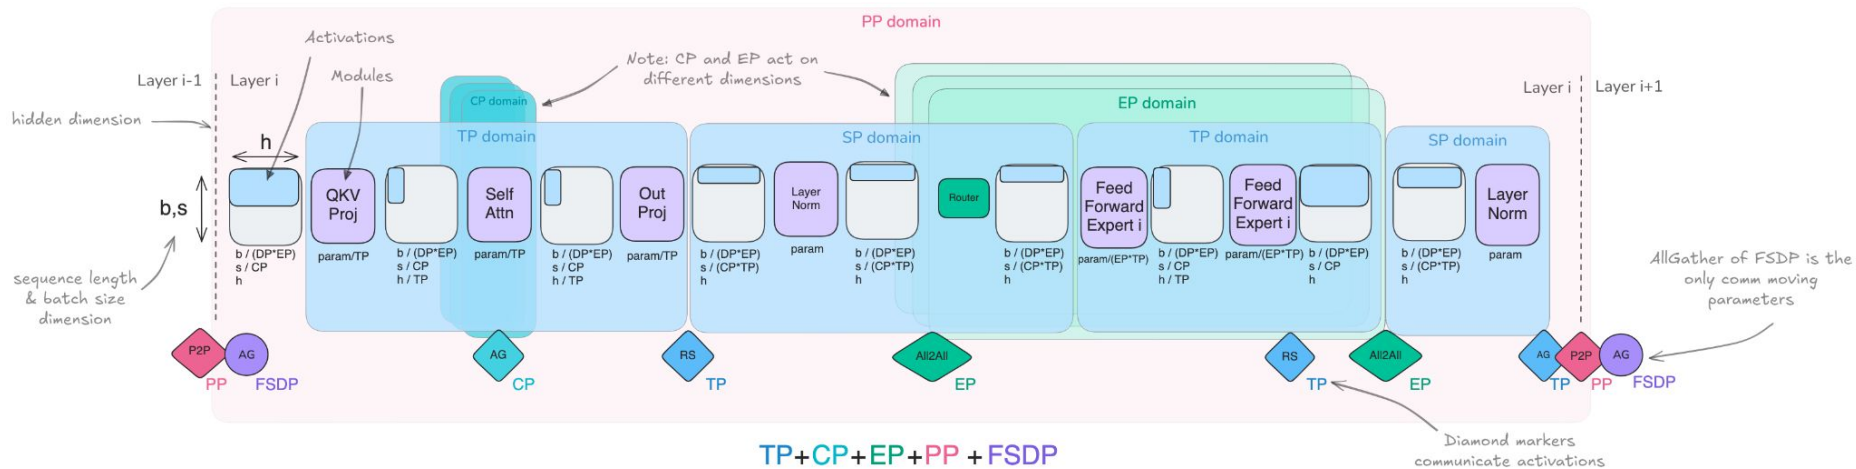 PP domain
Activations
Note: CP and EP act on
different dimensions
Layer i-1
Layer i
Modules
CP domain
EP domain
Layer i
Layer i+1
hidden dimension
TP domain
SP domain
TP domain
SP domain
h
b,s
QKV
Proj
Self
Attn
Out
Proj
Layer
Norm
Router
Feed
Forward
Expert i
Feed
Forward
Expert i
Layer
Norm
b / (DP*EP)
s / CP
h
param/TP
b / (DP*EP)
s / CP
h / TP
param/TP
b / (DP*EP)
s / CP
h / TP
param/TP
b / (DP*EP)
s / (CP*TP)
h
param
b / (DP*EP)
s / (CP*TP)
h
b / (DP*EP)
s / (CP*TP)
h
param/(EP*TP)
b / (DP*EP)
s / CP
h / TP
param/(EP*TP)
b / (DP*EP)
s / CP
h
b / (DP*EP)
s / (CP*TP)
h
param
sequence length
& batch size
dimension
AllGather of FSDP is the
only comm moving
parameters
P2P
PP
AG
FSDP
AG
CP
RS
TP
All2All
EP
RS
TP
All2All
EP
AG
TP
P2P
PP
AG
FSDP
Diamond markers
communicate activations
TP+CP+EP+PP +FSDP